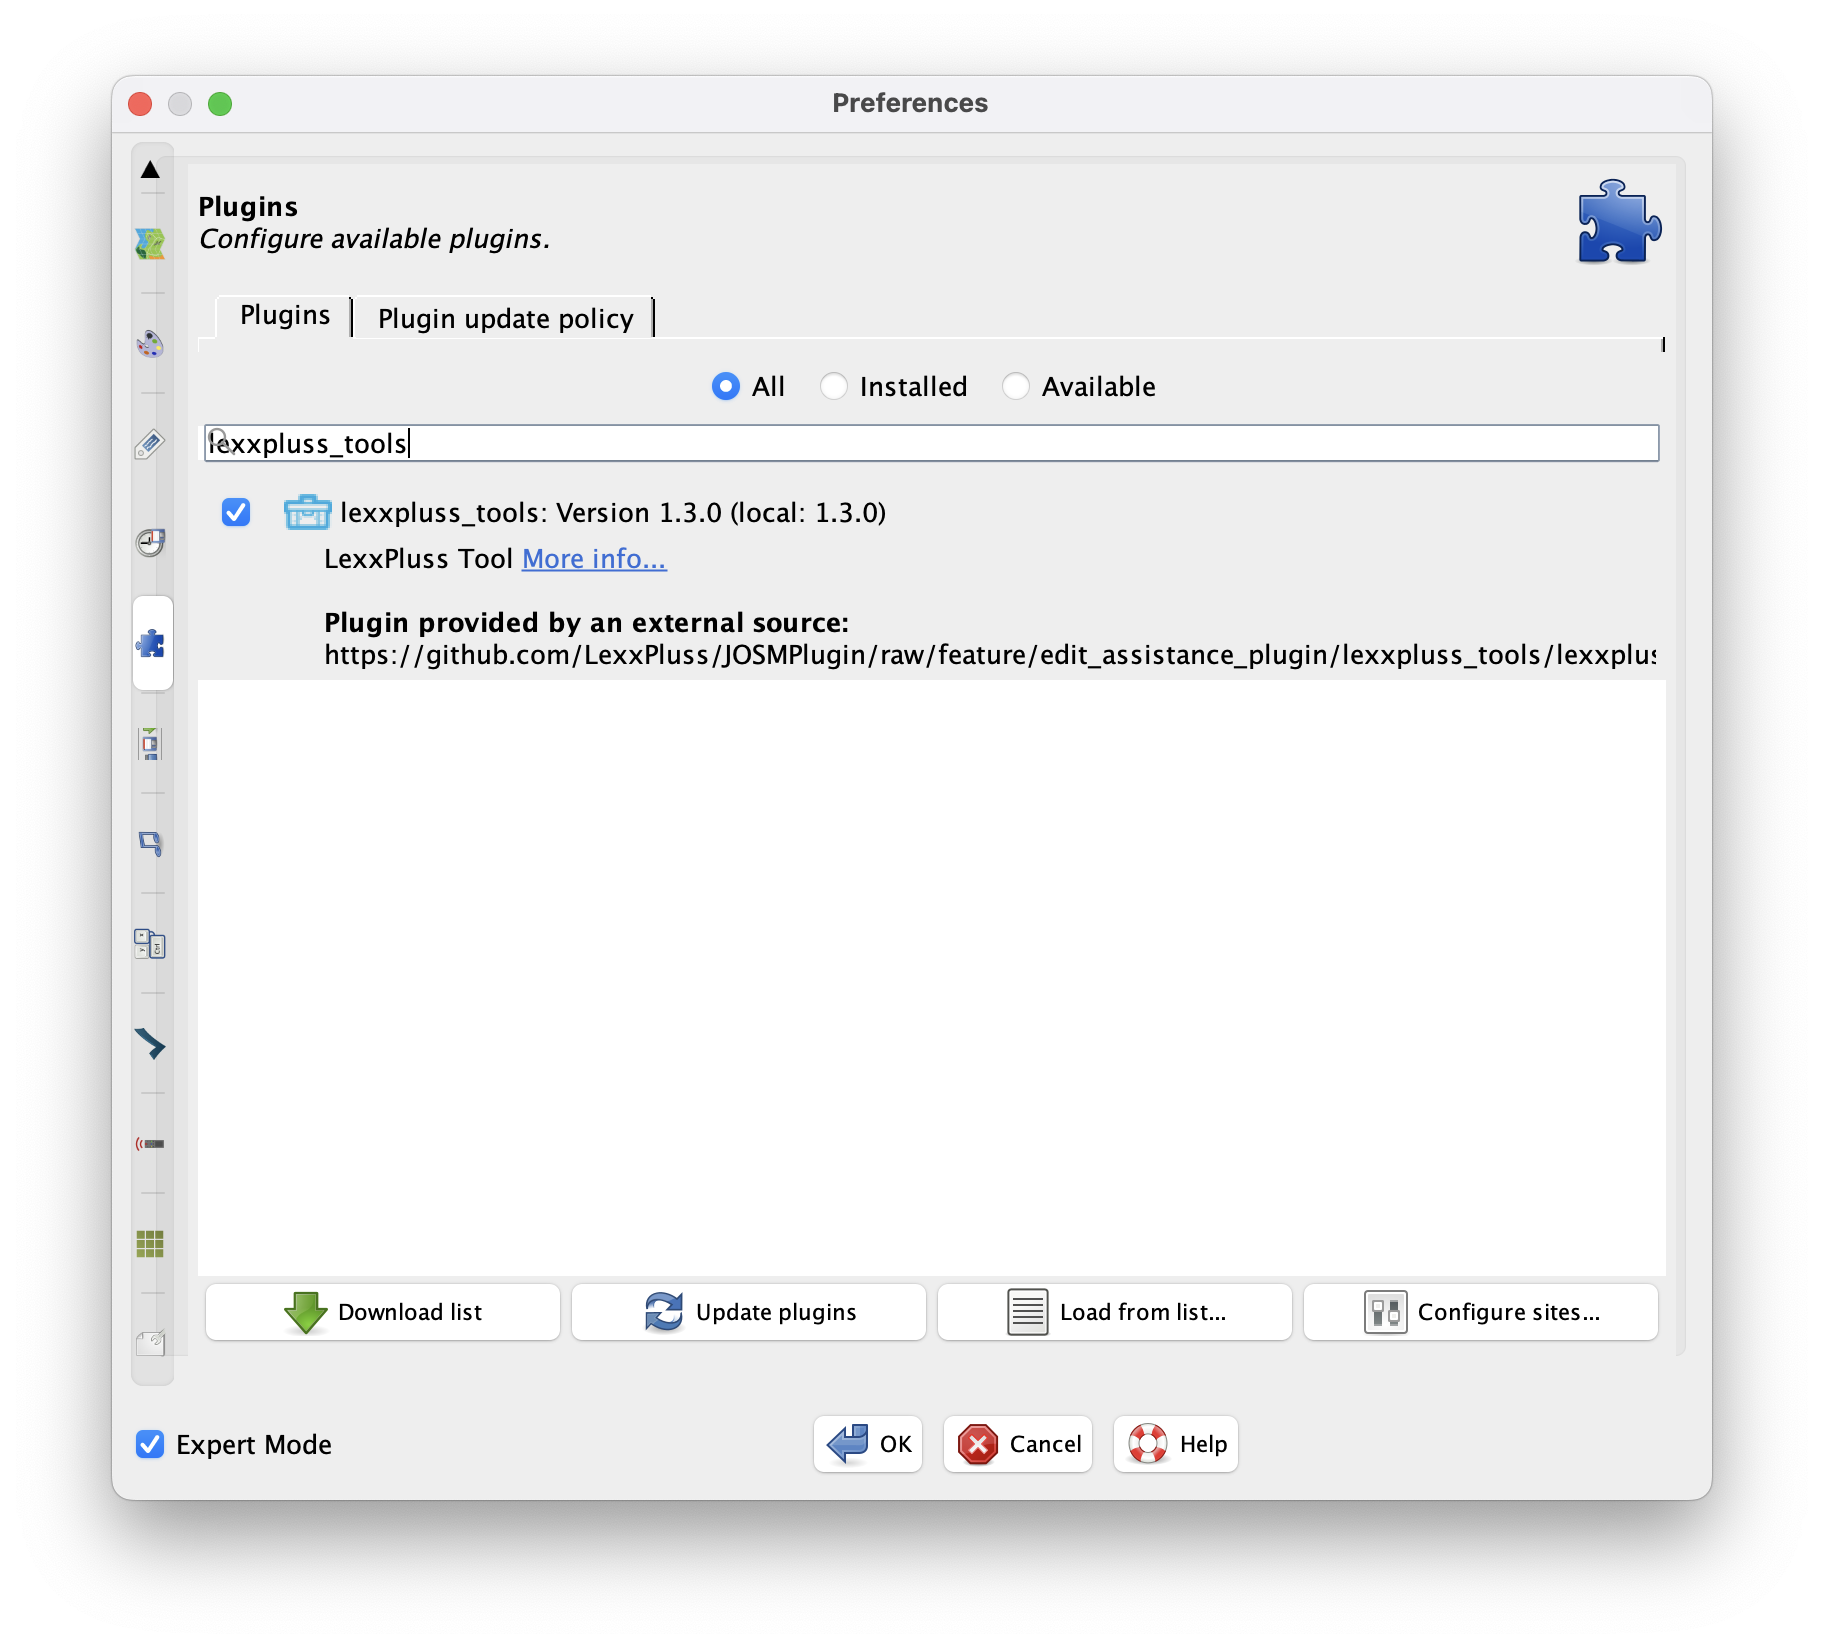 Preferences
Plugins
Configure available plugins.
Plugins
Plugin update policy
All
Installed
Available
lexxpluss_tools
lexxpluss_tools: Version 1.3.0 (local: 1.3.0)
LexxPluss Tool More info...
Plugin provided by an external source:
https://github.com/LexxPluss/JOSMPlugin/raw/feature/edit_assistance_plugin/lexxpluss_tools/lexxplus
Download list
Update plugins
Load from list...
Configure sites...
Expert Mode
OK
Cancel
Help